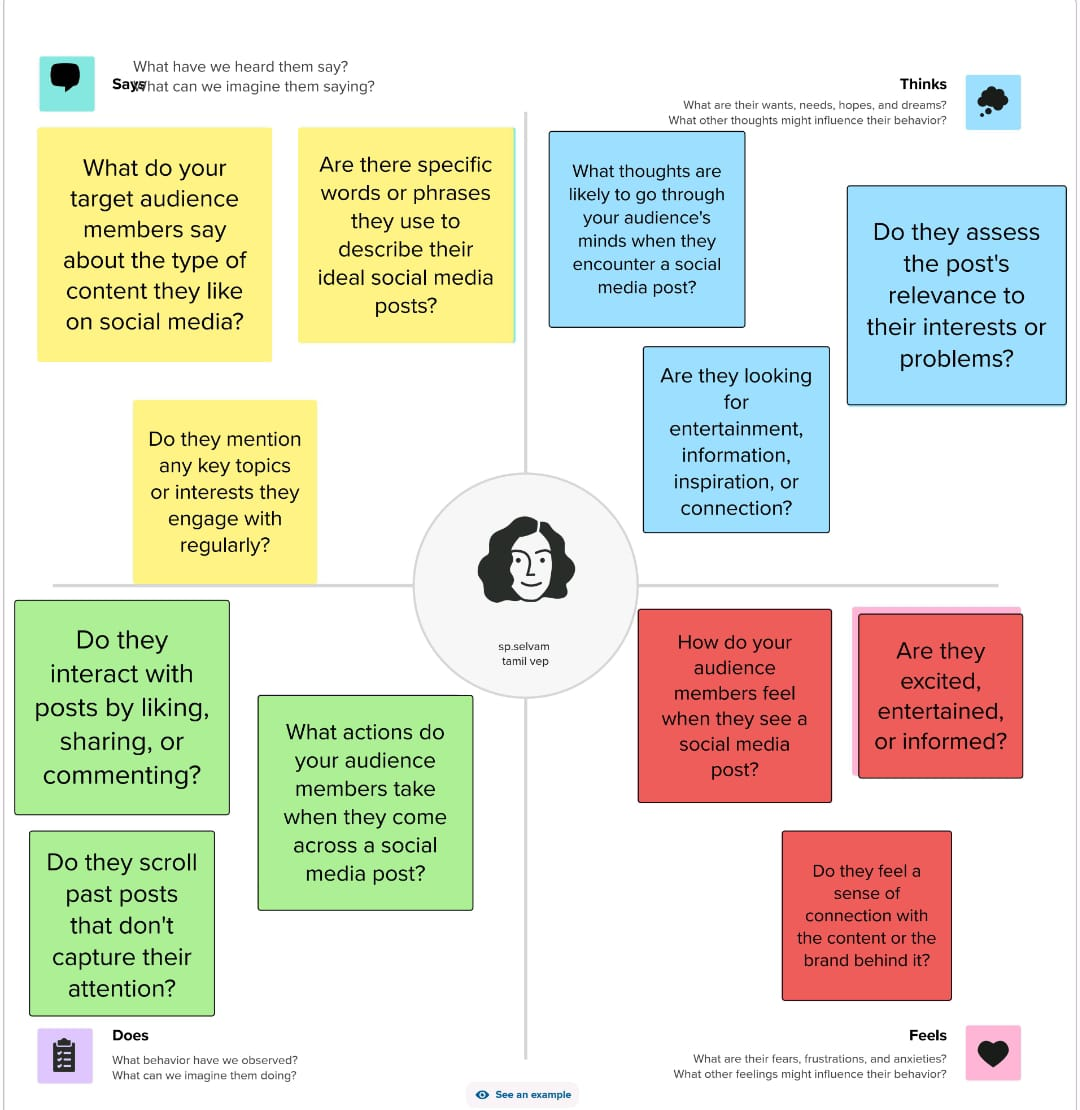 What have we heard them say?
Says
What can we imagine them saying?
Thinks
What are their wants, needs, hopes, and dreams?
What other thoughts might influence their behavior?
What do your
target audience
members say
about the type of
content they like
on social media?
Are there specific
words or phrases
they use to
describe their
ideal social media
posts?
What thoughts are
likely to go through
your audience's
minds when they
encounter a social
media post?
Do they assess
the post's
relevance to
their interests or
problems?
Are they looking
for
entertainment,
information,
inspiration, or
connection?
Do they mention
any key topics
or interests they
engage with
regularly?
sp.selvam
tamil vep
Do they
interact with
posts by liking,
sharing, or
commenting?
What actions do
your audience
members take
when they come
across a social
media post?
Do they scroll
past posts
that don't
capture their
attention?
How do your
audience
members feel
when they see a
social media
post?
Are they
excited,
entertained,
or informed?
Do they feel a
sense of
connection with
the content or the
brand behind it?
Does
What behavior have we observed?
What can we imagine them doing?
Feels
What are their fears, frustrations, and anxieties?
What other feelings might influence their behavior?
See an example